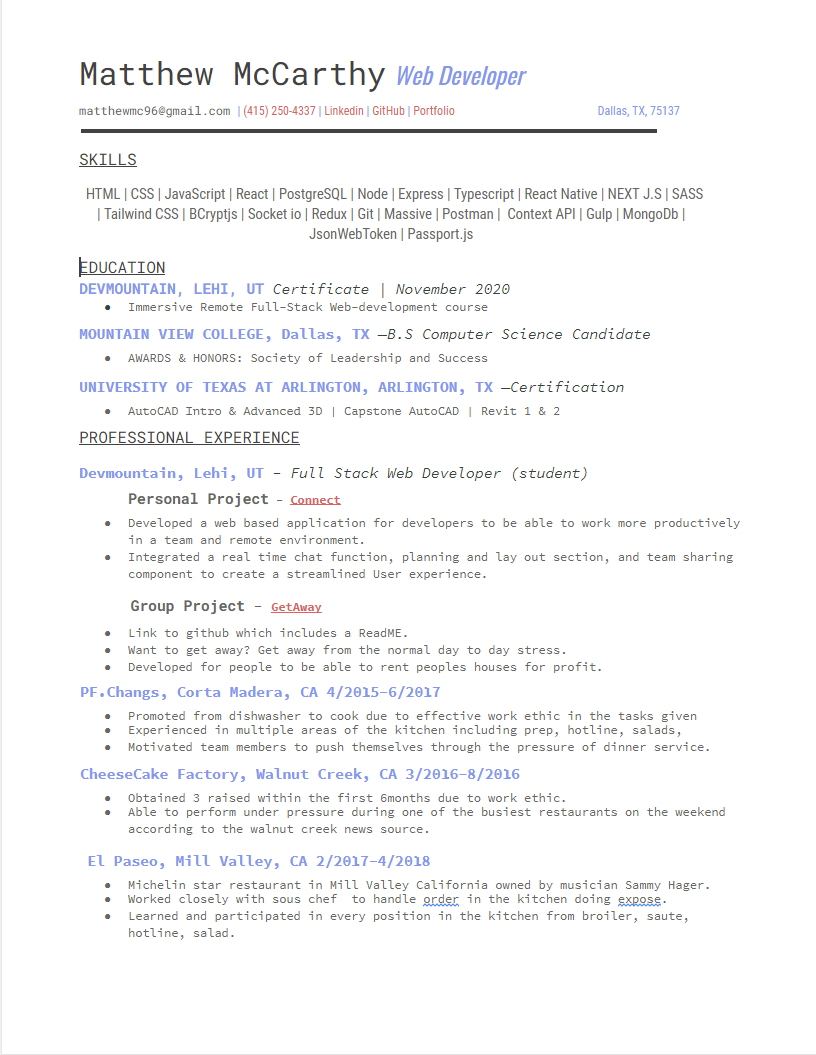 Matthew McCarthy Web Developer
matthewmc96@gmail.com | (415) 250-4337 | Linkedin | GitHub | Portfolio Dallas, TX, 75137
SKILLS
HTML | CSS | JavaScript | React | PostgreSQL | Node | Express | Typescript | React Native | NEXT J.S | SASS
| Tailwind CSS | BCryptjs | Socket io | Redux | Git | Massive | Postman | Context API | Gulp | MongoDb |
JsonWebToken | Passport.js
EDUCATION
DEVMOUNTAIN, LEHI, UT Certificate | November 2020
● Immersive Remote Full-Stack Web-development course
MOUNTAIN VIEW COLLEGE, Dallas, TX —B.S Computer Science Candidate
● AWARDS & HONORS: Society of Leadership and Success
UNIVERSITY OF TEXAS AT ARLINGTON, ARLINGTON, TX —Certification
● AutoCAD Intro & Advanced 3D | Capstone AutoCAD | Revit 1 & 2
PROFESSIONAL EXPERIENCE
Devmountain, Lehi, UT - Full Stack Web Developer (student)
Personal Project - Connect
● Developed a web based application for developers to be able to work more productively
in a team and remote environment.
● Integrated a real time chat function, planning and lay out section, and team sharing
component to create a streamlined User experience.
Group Project - GetAway
● Link to github which includes a ReadME.
● Want to get away? Get away from the normal day to day stress.
● Developed for people to be able to rent peoples houses for profit.
PF.Changs, Corta Madera, CA 4/2015-6/2017
● Promoted from dishwasher to cook due to effective work ethic in the tasks given
● Experienced in multiple areas of the kitchen including prep, hotline, salads,
● Motivated team members to push themselves through the pressure of dinner service.
CheeseCake Factory, Walnut Creek, CA 3/2016-8/2016
● Obtained 3 raised within the first 6months due to work ethic.
● Able to perform under pressure during one of the busiest restaurants on the weekend
according to the walnut creek news source.
El Paseo, Mill Valley, CA 2/2017-4/2018
● Michelin star restaurant in Mill Valley California owned by musician Sammy Hager.
● Worked closely with sous chef to handle order in the kitchen doing expose.
● Learned and participated in every position in the kitchen from broiler, saute,
hotline, salad.